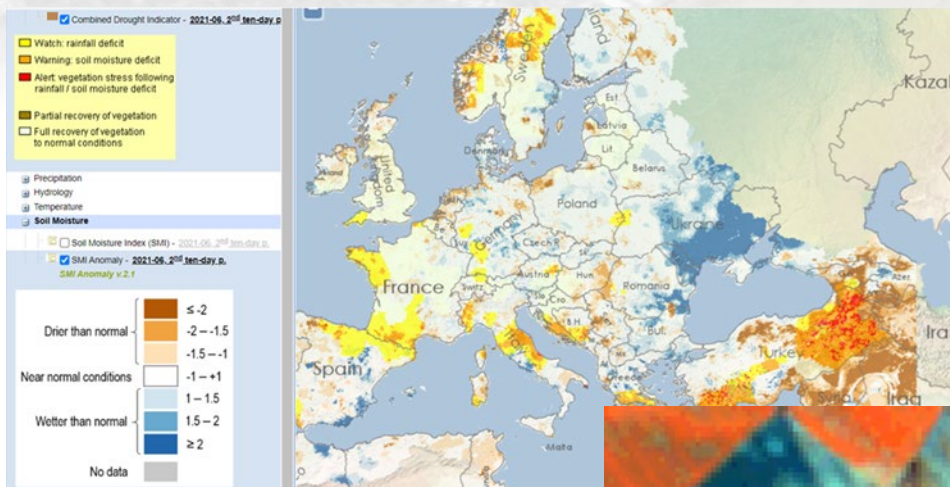 Combined Drought Indicator - 2021-06, 2nd ten-day p
Watch: rainfall deficit
Warning: soil moisture deficit
Alert: vegetation stress following
rainfall / soil moisture deficit
Partial recovery of vegetation
Full recovery of vegetation
to normal conditions
Precipitation
Hydrology
Temperature
Soil Moisture
Soil Moisture Index (SMI) - 2021-06, 2nd ten-day p.
SMI Anomaly - 2021-06, 2nd ten-day p.
SMI Anomaly v.2.1
≤ -2
Drier than normal
-2 – -1.5
-1.5 – -1
Near normal conditions
-1 – +1
1 – 1.5
Wetter than normal
1.5 – 2
≥ 2
No data
Sweden
Est.
Latvia
Lit.
Denmark
Belarus
United
Kingdom
Poland
Germany
Ukraine
Czech R.
France
Austria
Hun.
Switz.
Romania
Cro.
B.H.
Bul.
Spain
Turkey
Azer.
Greece
Syria
Iraq
Ira
Malta
Kazal